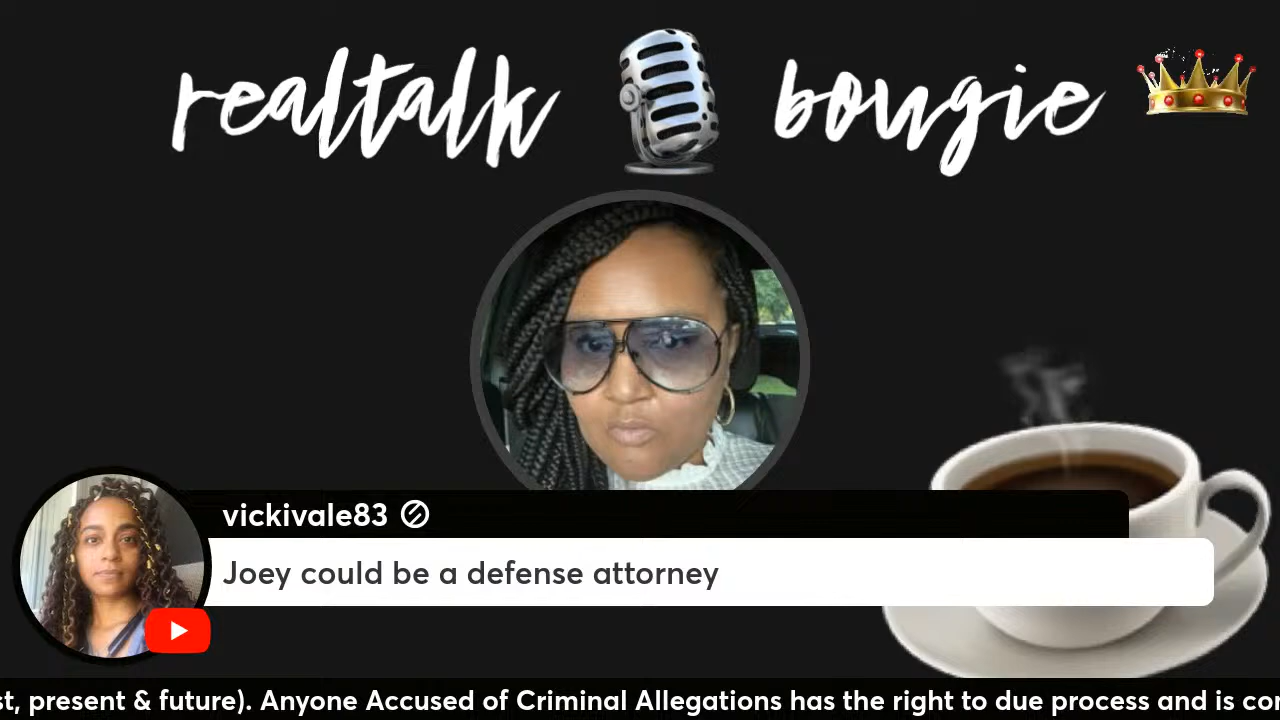 realtalk bougie
vickivale83
Joey could be a defense attorney
st, present & future). Anyone Accused of Criminal Allegations has the right to due process and is co